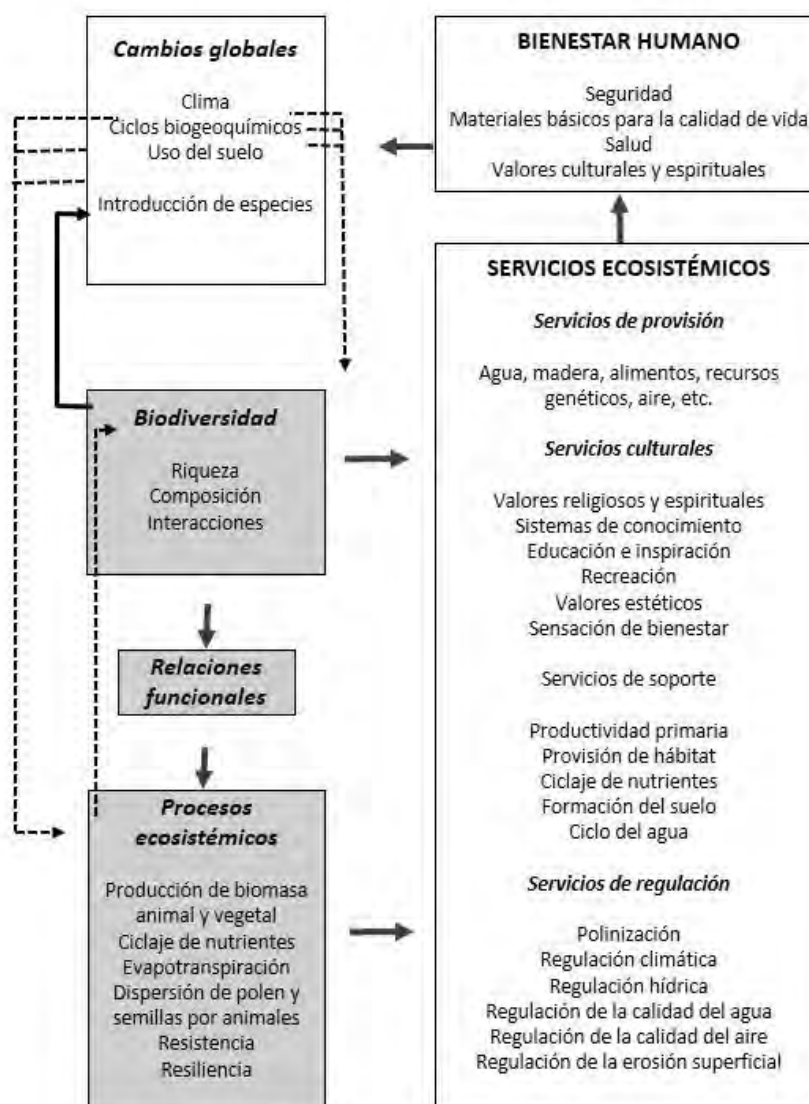 Cambios globales
Clima
Ciclos biogeoquímicos
Uso del suelo
Introducción de especies
BIENESTAR HUMANO
Seguridad
Materiales básicos para la calidad de vida
Salud
Valores culturales y espirituales
Biodiversidad
Riqueza
Composición
Interacciones
Relaciones
funcionales
Procesos
ecosistémicos
Producción de biomasa
animal y vegetal
Ciclaje de nutrientes
Evapotranspiración
Dispersión de polen y
semillas por animales
Resistencia
Resiliencia
SERVICIOS ECOSISTÉMICOS
Servicios de provisión
Agua, madera, alimentos, recursos
genéticos, aire, etc.
Servicios culturales
Valores religiosos y espirituales
Sistemas de conocimiento
Educación e inspiración
Recreación
Valores estéticos
Sensación de bienestar
Servicios de soporte
Productividad primaria
Provisión de hábitat
Ciclaje de nutrientes
Formación del suelo
Ciclo del agua
Servicios de regulación
Polinización
Regulación climática
Regulación hídrica
Regulación de la calidad del agua
Regulación de la calidad del aire
Regulación de la erosión superficial